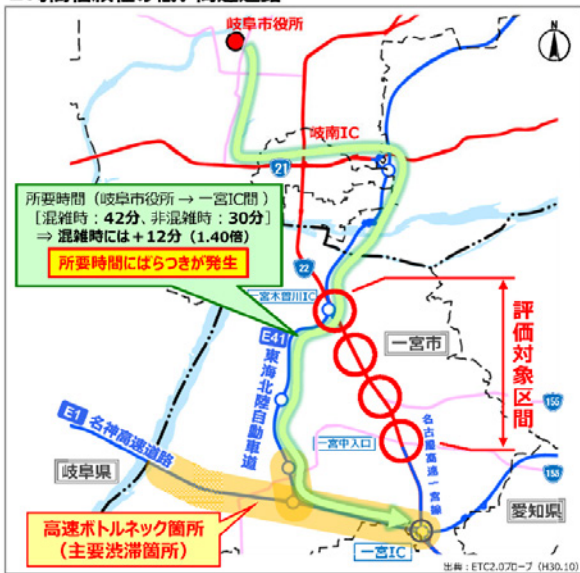 岐阜市役所
N
岐南IC
21
所要時間（岐阜市役所 → 一宮IC間）
［混雑時：42分、非混雑時：30分］
⇒ 混雑時には＋12分（1.40倍）
所要時間にばらつきが発生
22
一宮木曽川IC
一宮市
評価対象区間
E41
東海北陸自動車道
155
E1 名神高速道路
一宮中入口
名古屋高速一宮線
岐阜県
155
愛知県
高速ボトルネック箇所
（主要渋滞箇所）
一宮IC
出典：ETC2.0プローブ（H30.10）